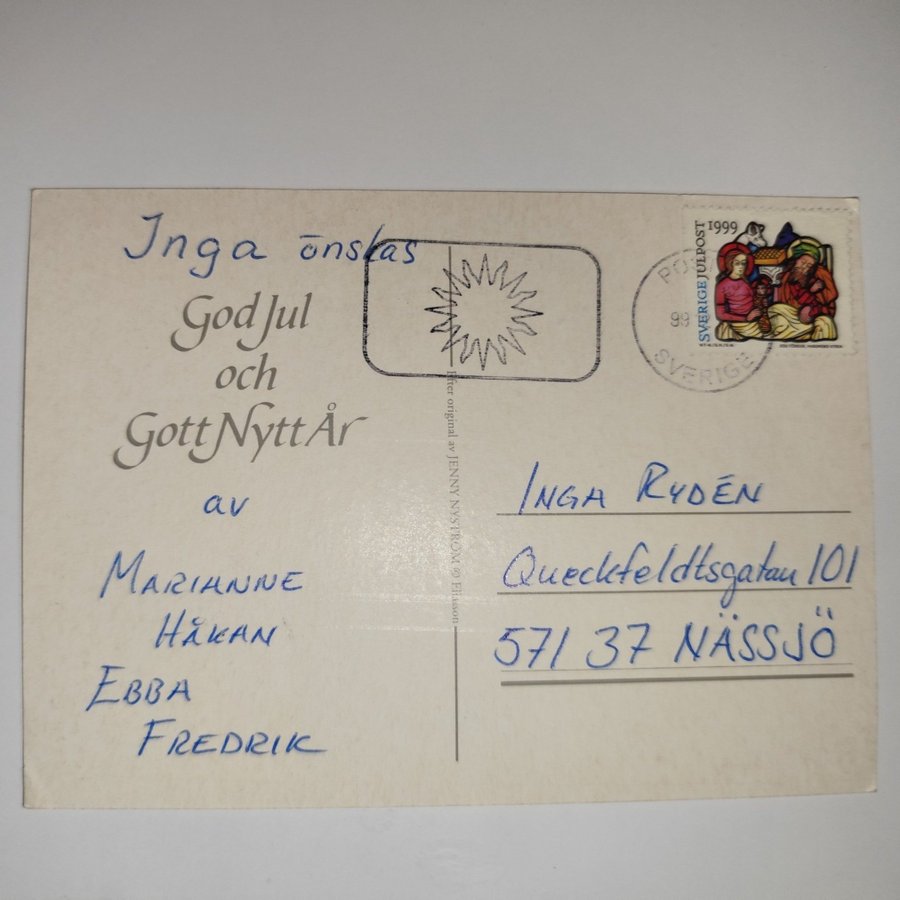 Inga önskas
God Jul
och
Gott Nytt År
av
MARIANNE
HÅKAN
EBBA
FREDRIK
Efter original av JENNY NYSTRÖM © Eliasson
SVERIGE JULPOST 1999
99
SVERIGE
INGA RYDÉN
Queckfeldtsgatan 101
571 37 NÄSSJÖ